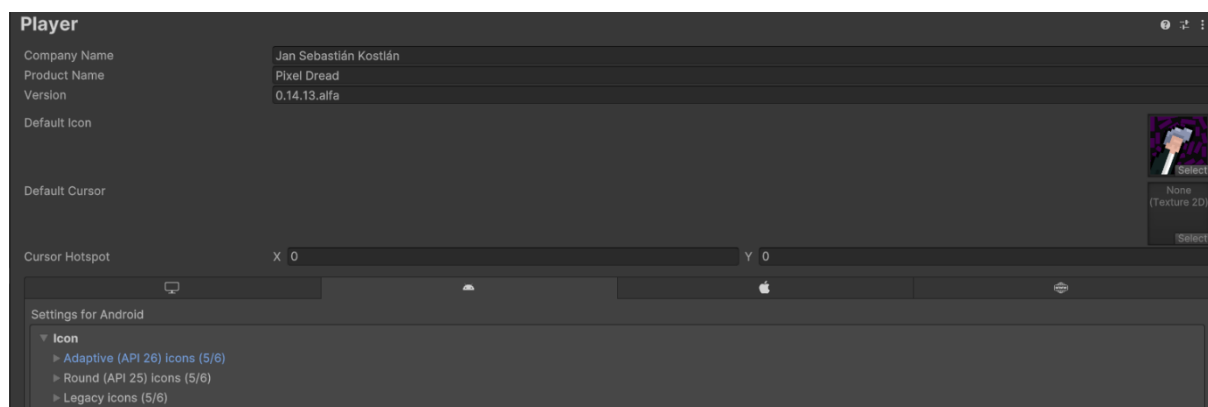 Player
Company Name Jan Sebastián Kostlán
Product Name Pixel Dread
Version 0.14.13.alfa
Default Icon
Select
Default Cursor
None
(Texture 2D)
Select
Cursor Hotspot X 0 Y 0
Settings for Android
Icon
Adaptive (API 26) icons (5/6)
Round (API 25) icons (5/6)
Legacy icons (5/6)